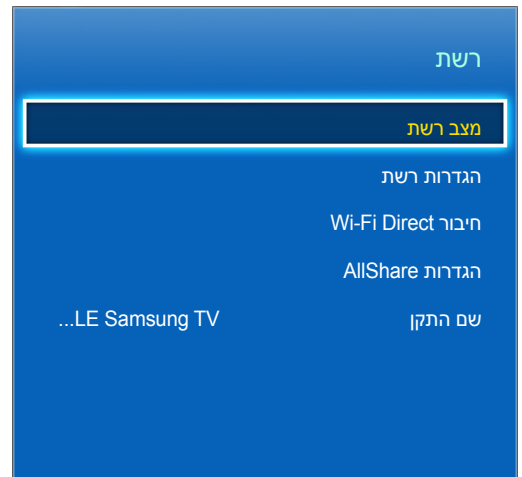 רשת
מצב רשת
הגדרות רשת
חיבור Wi-Fi Direct
הגדרות AllShare
שם התקן LE Samsung TV...